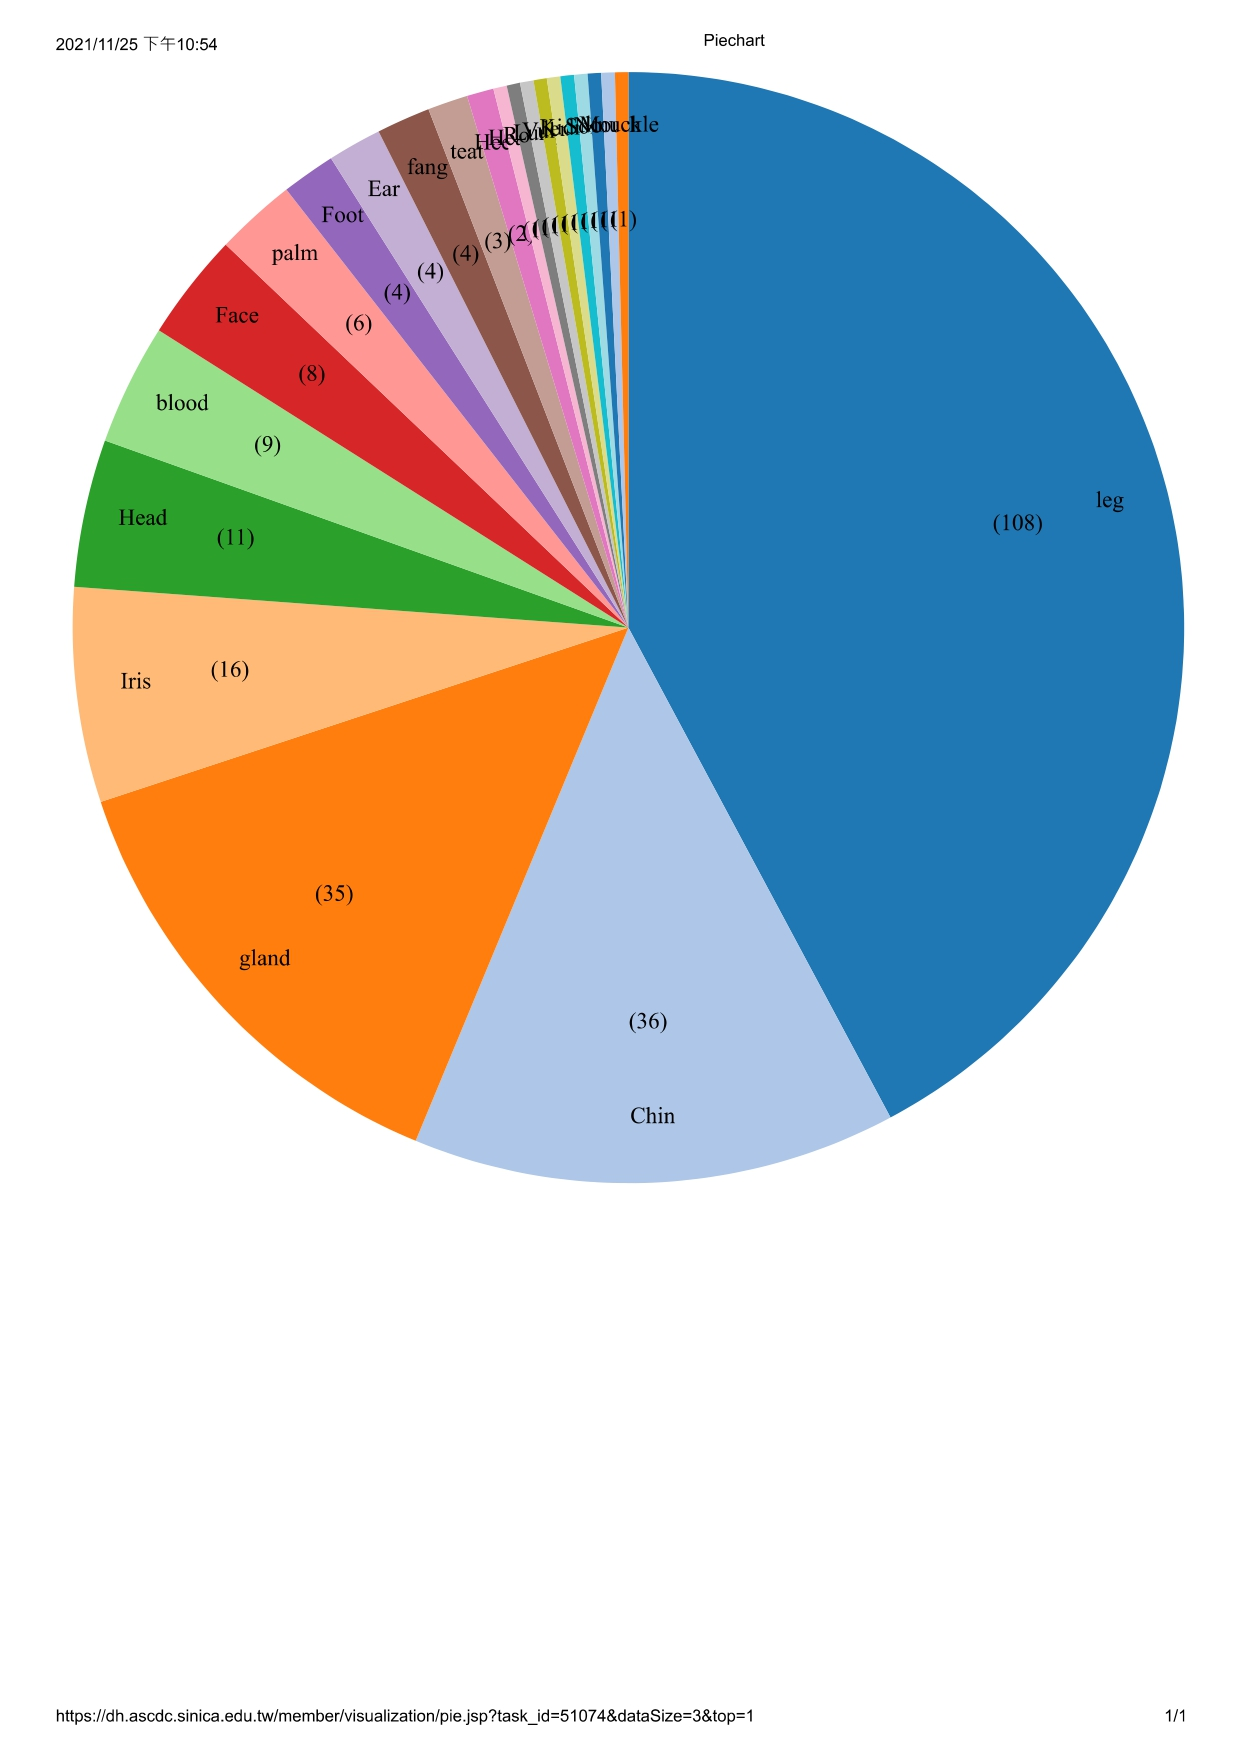 2021/11/25 下午10:54
Piechart
teat
fang
Ear
Foot
palm
Face
blood
Head
Iris
gland
Chin
leg
(108)
(36)
(35)
(16)
(11)
(9)
(8)
(6)
(4)
(4)
(4)
(3)
https://dh.ascdc.sinica.edu.tw/member/visualization/pie.jsp?task_id=51074&dataSize=3&top=1
1/1